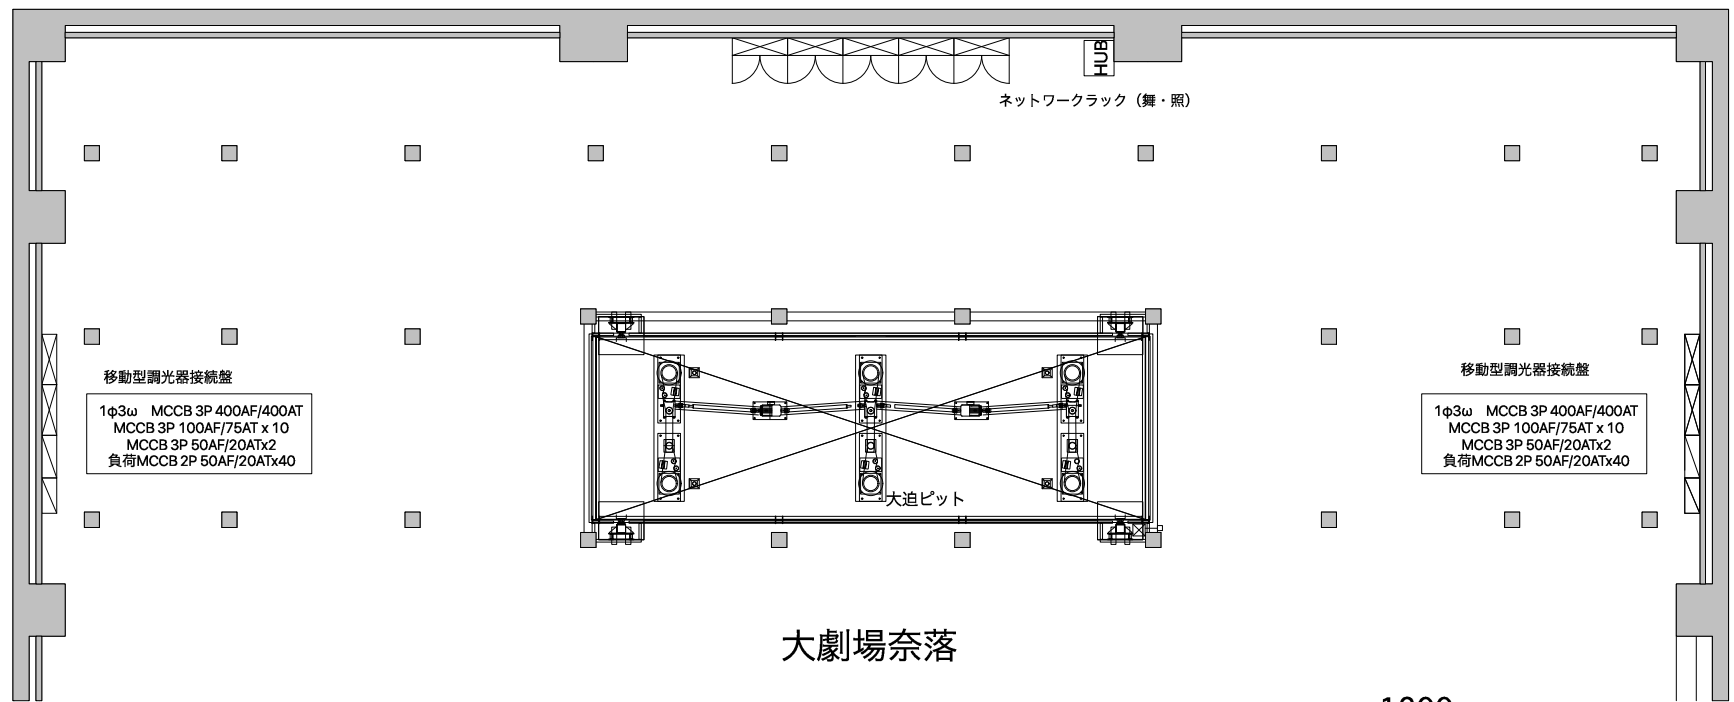 HUB
ネットワークラック（舞・照）
移動型調光器接続盤
1φ3ω　MCCB 3P 400AF/400AT
MCCB 3P 100AF/75AT x 10
MCCB 3P 50AF/20ATx2
負荷MCCB 2P 50AF/20ATx40
移動型調光器接続盤
1φ3ω　MCCB 3P 400AF/400AT
MCCB 3P 100AF/75AT x 10
MCCB 3P 50AF/20ATx2
負荷MCCB 2P 50AF/20ATx40
大迫ピット
大劇場奈落